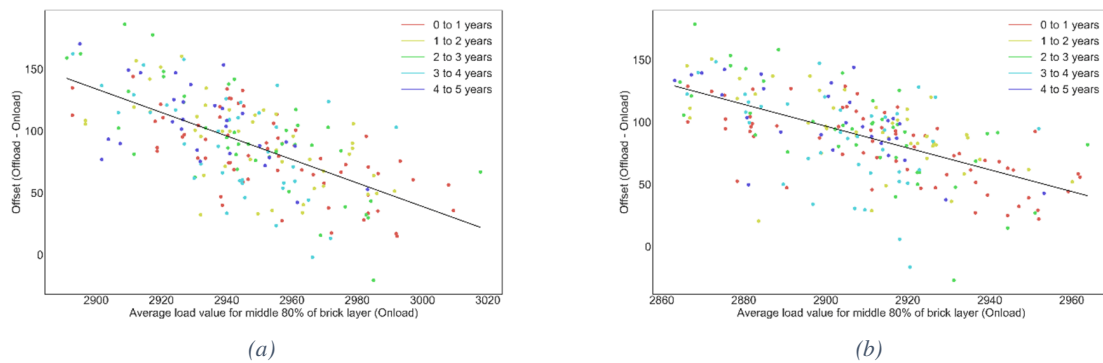 0 to 1 years
1 to 2 years
2 to 3 years
3 to 4 years
4 to 5 years
150
100
50
0
Offset (Offload - Onload)
2900 2920 2940 2960 2980 3000 3020
Average load value for middle 80% of brick layer (Onload)
(a)
0 to 1 years
1 to 2 years
2 to 3 years
3 to 4 years
4 to 5 years
150
100
50
0
Offset (Offload - Onload)
2860 2880 2900 2920 2940 2960
Average load value for middle 80% of brick layer (Onload)
(b)